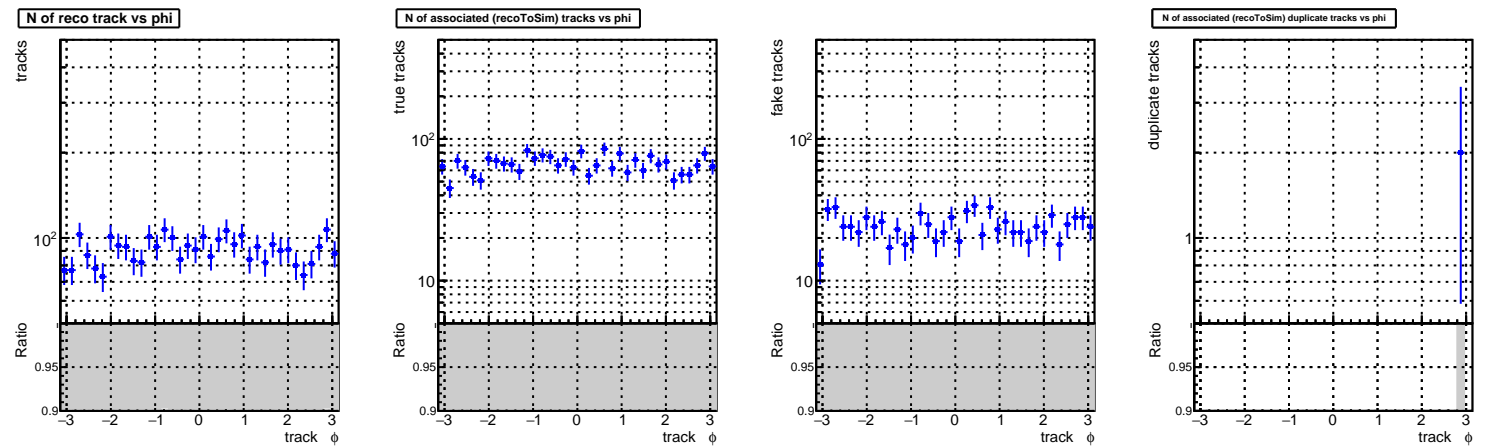 N of reco track vs phi
tracks
10²
Ratio
0.95
0.9
−3 −2 −1 0 1 2 3
track ϕ
N of associated (recoToSim) tracks vs phi
true tracks
10²
10
Ratio
0.95
0.9
−3 −2 −1 0 1 2 3
track ϕ
fake tracks
10²
10
Ratio
0.95
0.9
−3 −2 −1 0 1 2 3
track ϕ
N of associated (recoToSim) duplicate tracks vs phi
duplicate tracks
1
Ratio
0.95
0.9
−3 −2 −1 0 1 2 3
track ϕ